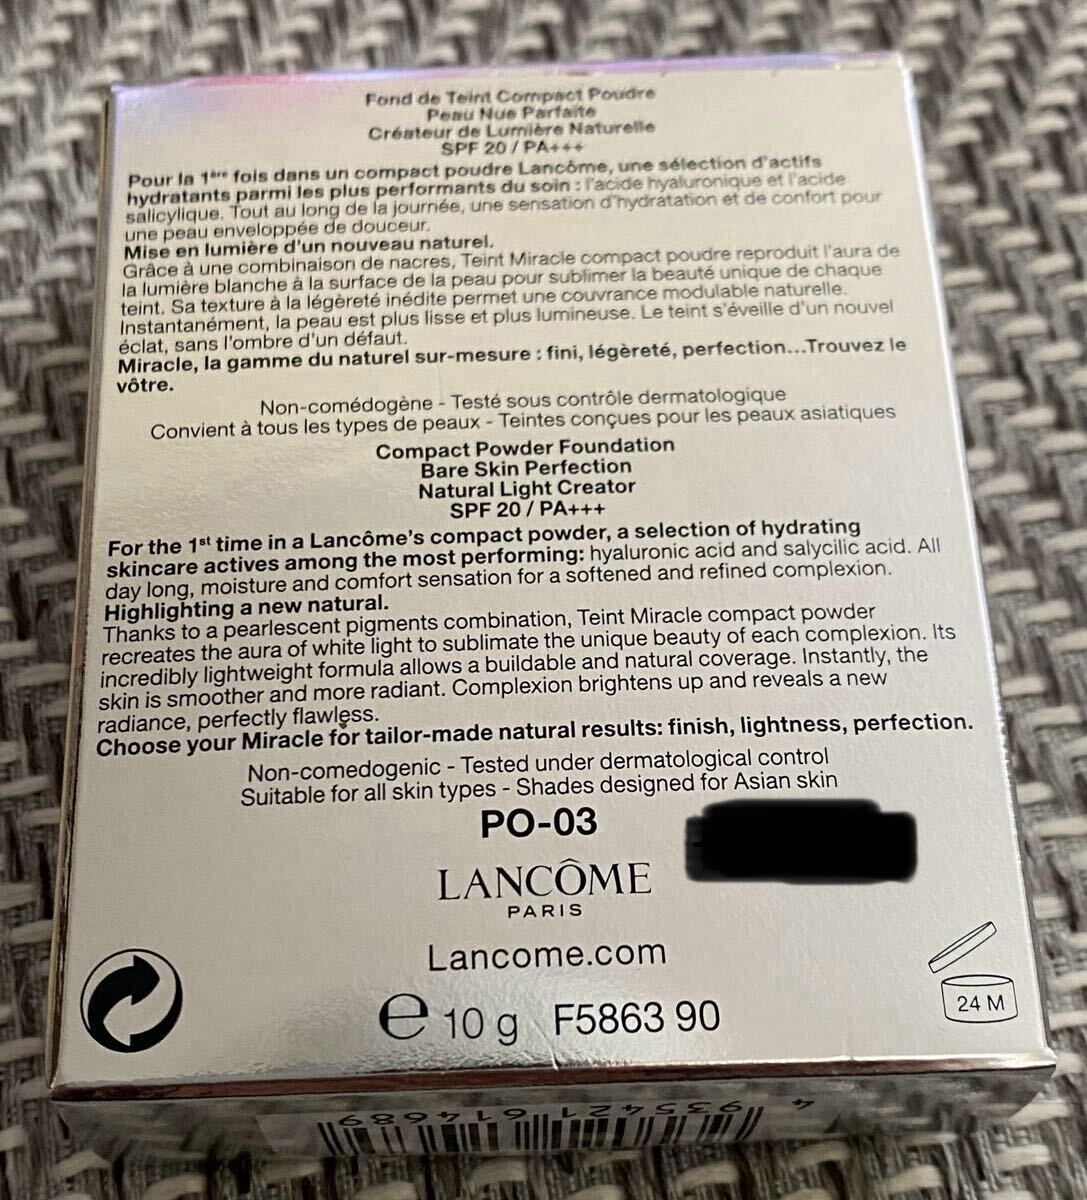 Fond de Teint Compact Poudre
Peau Nue Parfaite
Créateur de Lumière Naturelle
SPF 20 / PA+++
Pour la 1ère fois dans un compact poudre Lancôme, une sélection d'actifs
hydratants parmi les plus performants du soin : l'acide hyaluronique et l'acide
salicylique. Tout au long de la journée, une sensation d'hydratation et de confort pour
une peau enveloppée de douceur.
Mise en lumière d'un nouveau naturel.
Grâce à une combinaison de nacres, Teint Miracle compact poudre reproduit l'aura de
la lumière blanche à la surface de la peau pour sublimer la beauté unique de chaque
teint. Sa texture à la légèreté inédite permet une couvrance modulable naturelle.
Instantanément, la peau est plus lisse et plus lumineuse. Le teint s'éveille d'un nouvel
éclat, sans l'ombre d'un défaut.
Miracle, la gamme du naturel sur-mesure : fini, légèreté, perfection...Trouvez le
vôtre.
Non-comédogène - Testé sous contrôle dermatologique
Convient à tous les types de peaux - Teintes conçues pour les peaux asiatiques
Compact Powder Foundation
Bare Skin Perfection
Natural Light Creator
SPF 20 / PA+++
For the 1st time in a Lancôme's compact powder, a selection of hydrating
skincare actives among the most performing: hyaluronic acid and salycilic acid. All
day long, moisture and comfort sensation for a softened and refined complexion.
Highlighting a new natural.
Thanks to a pearlescent pigments combination, Teint Miracle compact powder
recreates the aura of white light to sublimate the unique beauty of each complexion. Its
incredibly lightweight formula allows a buildable and natural coverage. Instantly, the
skin is smoother and more radiant. Complexion brightens up and reveals a new
radiance, perfectly flawless.
Choose your Miracle for tailor-made natural results: finish, lightness, perfection.
Non-comedogenic - Tested under dermatological control
Suitable for all skin types - Shades designed for Asian skin
PO-03
LANCÔME
PARIS
Lancome.com
e 10 g F5863 90
24 M
4 935421 614689